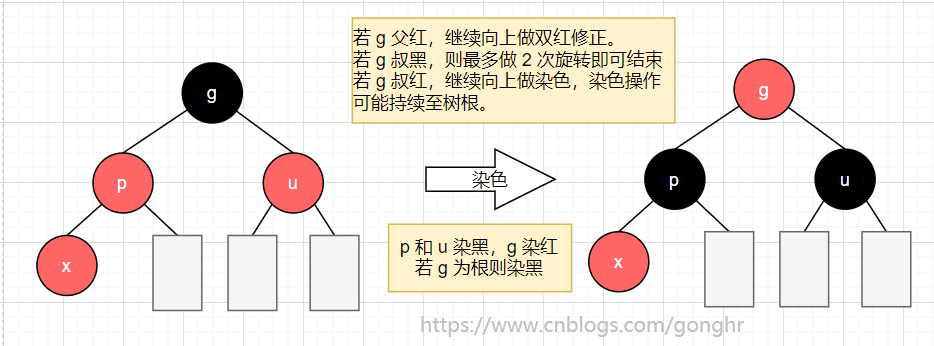 若 g 父红，继续向上做双红修正。
若 g 叔黑，则最多做 2 次旋转即可结束
若 g 叔红，继续向上做染色，染色操作
可能持续至树根。
g
p
u
x
染色
g
p
u
x
p 和 u 染黑，g 染红
若 g 为根则染黑
https://www.cnblogs.com/gonghr